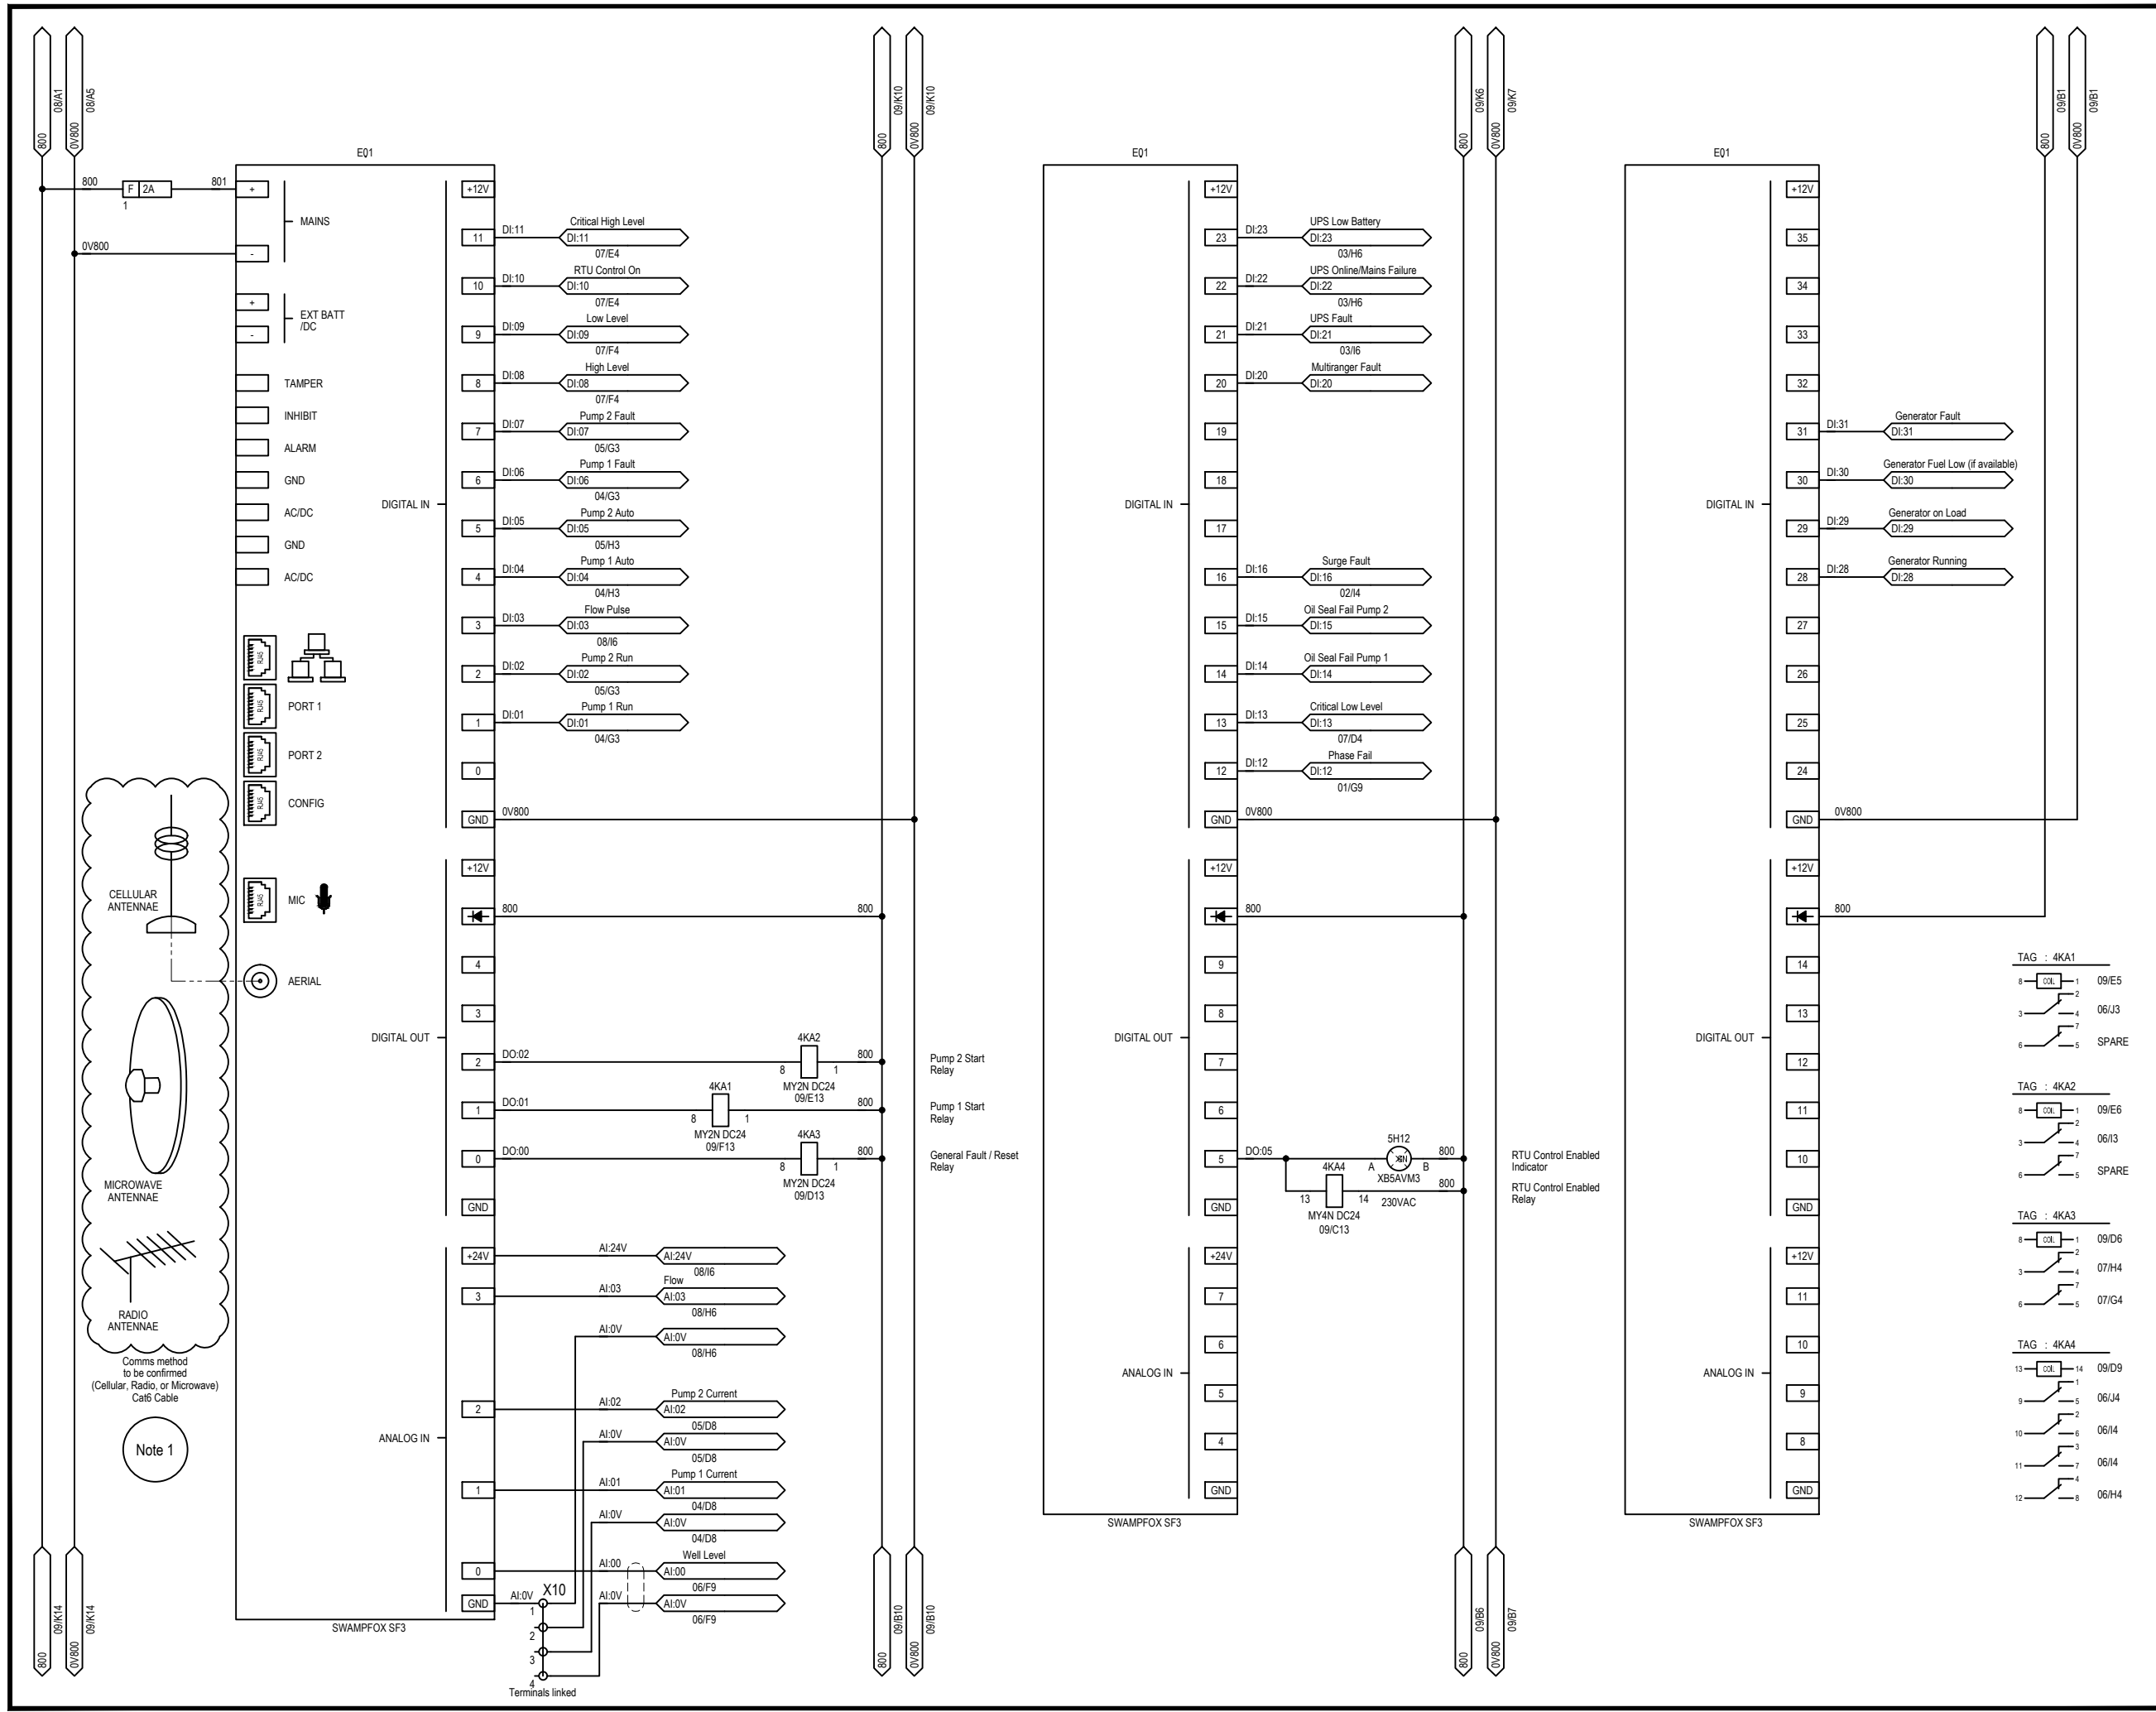 08/A1
08/A5
800
0V800
09/K10
09/K10
800
0V800
09/K6
09/K7
800
0V800
09/B1
09/B1
800
0V800
EQ1
800
F 2A
1
801
+
MAINS
0V800
-
+
EXT BATT
/DC
-
TAMPER
INHIBIT
ALARM
GND
AC/DC
GND
AC/DC
RJ45
RJ45
PORT 1
RJ45
PORT 2
RJ45
CONFIG
RJ45
MIC
AERIAL
CELLULAR
ANTENNAE
MICROWAVE
ANTENNAE
RADIO
ANTENNAE
Comms method
to be confirmed
(Cellular, Radio, or Microwave)
Cat6 Cable
Note 1
800
0V800
09/K14
09/K14
DIGITAL IN
+12V
Critical High Level
11 DI:11 DI:11
07/E4
RTU Control On
10 DI:10 DI:10
07/E4
Low Level
9 DI:09 DI:09
07/F4
High Level
8 DI:08 DI:08
07/F4
Pump 2 Fault
7 DI:07 DI:07
05/G3
Pump 1 Fault
6 DI:06 DI:06
04/G3
Pump 2 Auto
5 DI:05 DI:05
05/H3
Pump 1 Auto
4 DI:04 DI:04
04/H3
Flow Pulse
3 DI:03 DI:03
08/I6
Pump 2 Run
2 DI:02 DI:02
05/G3
Pump 1 Run
1 DI:01 DI:01
04/G3
0
GND 0V800
DIGITAL OUT
+12V
800 800
4
3
4KA2
2 DO:02 8 1 800
MY2N DC24
09/E13
Pump 2 Start
Relay
4KA1
1 DO:01 8 1 800
MY2N DC24
09/F13
Pump 1 Start
Relay
4KA3
0 DO:00 8 1 800
MY2N DC24
09/D13
General Fault / Reset
Relay
GND
ANALOG IN
+24V AI:24V AI:24V
08/I6
Flow
3 AI:03 AI:03
08/H6
AI:0V AI:0V
08/H6
Pump 2 Current
2 AI:02 AI:02
05/D8
AI:0V AI:0V
05/D8
Pump 1 Current
1 AI:01 AI:01
04/D8
AI:0V AI:0V
04/D8
Well Level
0 AI:00 AI:00
06/F9
GND AI:0V X10 AI:0V AI:0V
06/F9
1
2
3
4
Terminals linked
SWAMPFOX SF3
800
0V800
09/B10
09/B10
EQ1
DIGITAL IN
+12V
UPS Low Battery
23 DI:23 DI:23
03/H6
UPS Online/Mains Failure
22 DI:22 DI:22
03/H6
UPS Fault
21 DI:21 DI:21
03/I6
Multiranger Fault
20 DI:20 DI:20
19
18
17
Surge Fault
16 DI:16 DI:16
02/I4
Oil Seal Fail Pump 2
15 DI:15 DI:15
Oil Seal Fail Pump 1
14 DI:14 DI:14
Critical Low Level
13 DI:13 DI:13
07/D4
Phase Fail
12 DI:12 DI:12
01/G9
GND 0V800
DIGITAL OUT
+12V
800
9
8
7
6
5 DO:05
5H12
A B 800
XB5AVM3
230VAC
RTU Control Enabled
Indicator
4KA4
13 14 800
MY4N DC24
09/C13
RTU Control Enabled
Relay
GND
ANALOG IN
+24V
7
6
5
4
GND
SWAMPFOX SF3
800
0V800
09/B6
09/B7
EQ1
DIGITAL IN
+12V
35
34
33
32
Generator Fault
31 DI:31 DI:31
Generator Fuel Low (if available)
30 DI:30 DI:30
Generator on Load
29 DI:29 DI:29
Generator Running
28 DI:28 DI:28
27
26
25
24
GND 0V800
DIGITAL OUT
+12V
800
14
13
12
11
10
GND
ANALOG IN
+12V
11
10
9
8
GND
SWAMPFOX SF3
TAG : 4KA1
8 COIL 1 09/E5
2
3 4 06/J3
7
6 5 SPARE
TAG : 4KA2
8 COIL 1 09/E6
2
3 4 06/I3
7
6 5 SPARE
TAG : 4KA3
8 COIL 1 09/D6
2
3 4 07/H4
7
6 5 07/G4
TAG : 4KA4
13 COIL 14 09/D9
1
9 5 06/J4
2
10 6 06/I4
3
11 7 06/I4
4
12 8 06/H4